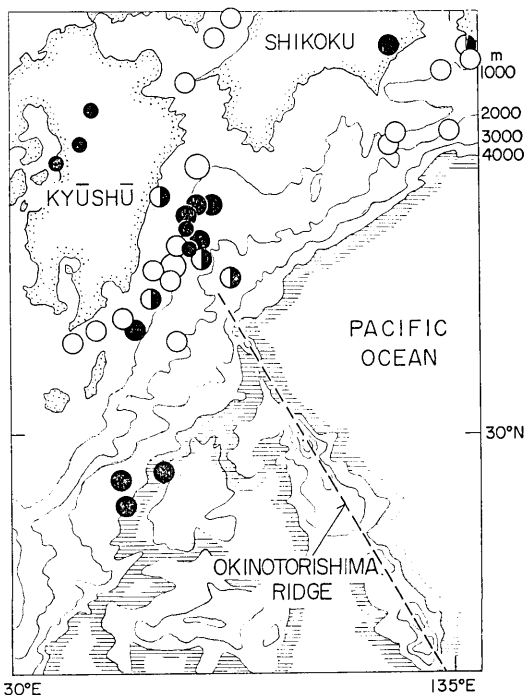 SHIKOKU
m
1000
2000
3000
4000
KYŪSHŪ
PACIFIC
OCEAN
30°N
OKINOTORISHIMA
RIDGE
30°E
135°E